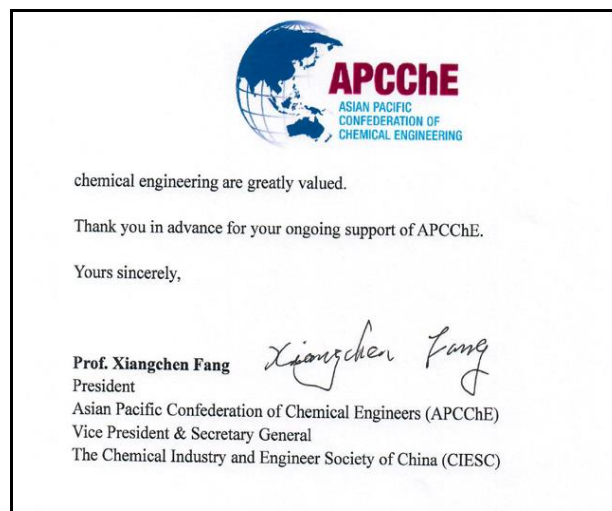 APCChE
ASIAN PACIFIC
CONFEDERATION OF
CHEMICAL ENGINEERING
chemical engineering are greatly valued.
Thank you in advance for your ongoing support of APCChE.
Yours sincerely,
Xiangchen Fang
Prof. Xiangchen Fang
President
Asian Pacific Confederation of Chemical Engineers (APCChE)
Vice President & Secretary General
The Chemical Industry and Engineer Society of China (CIESC)